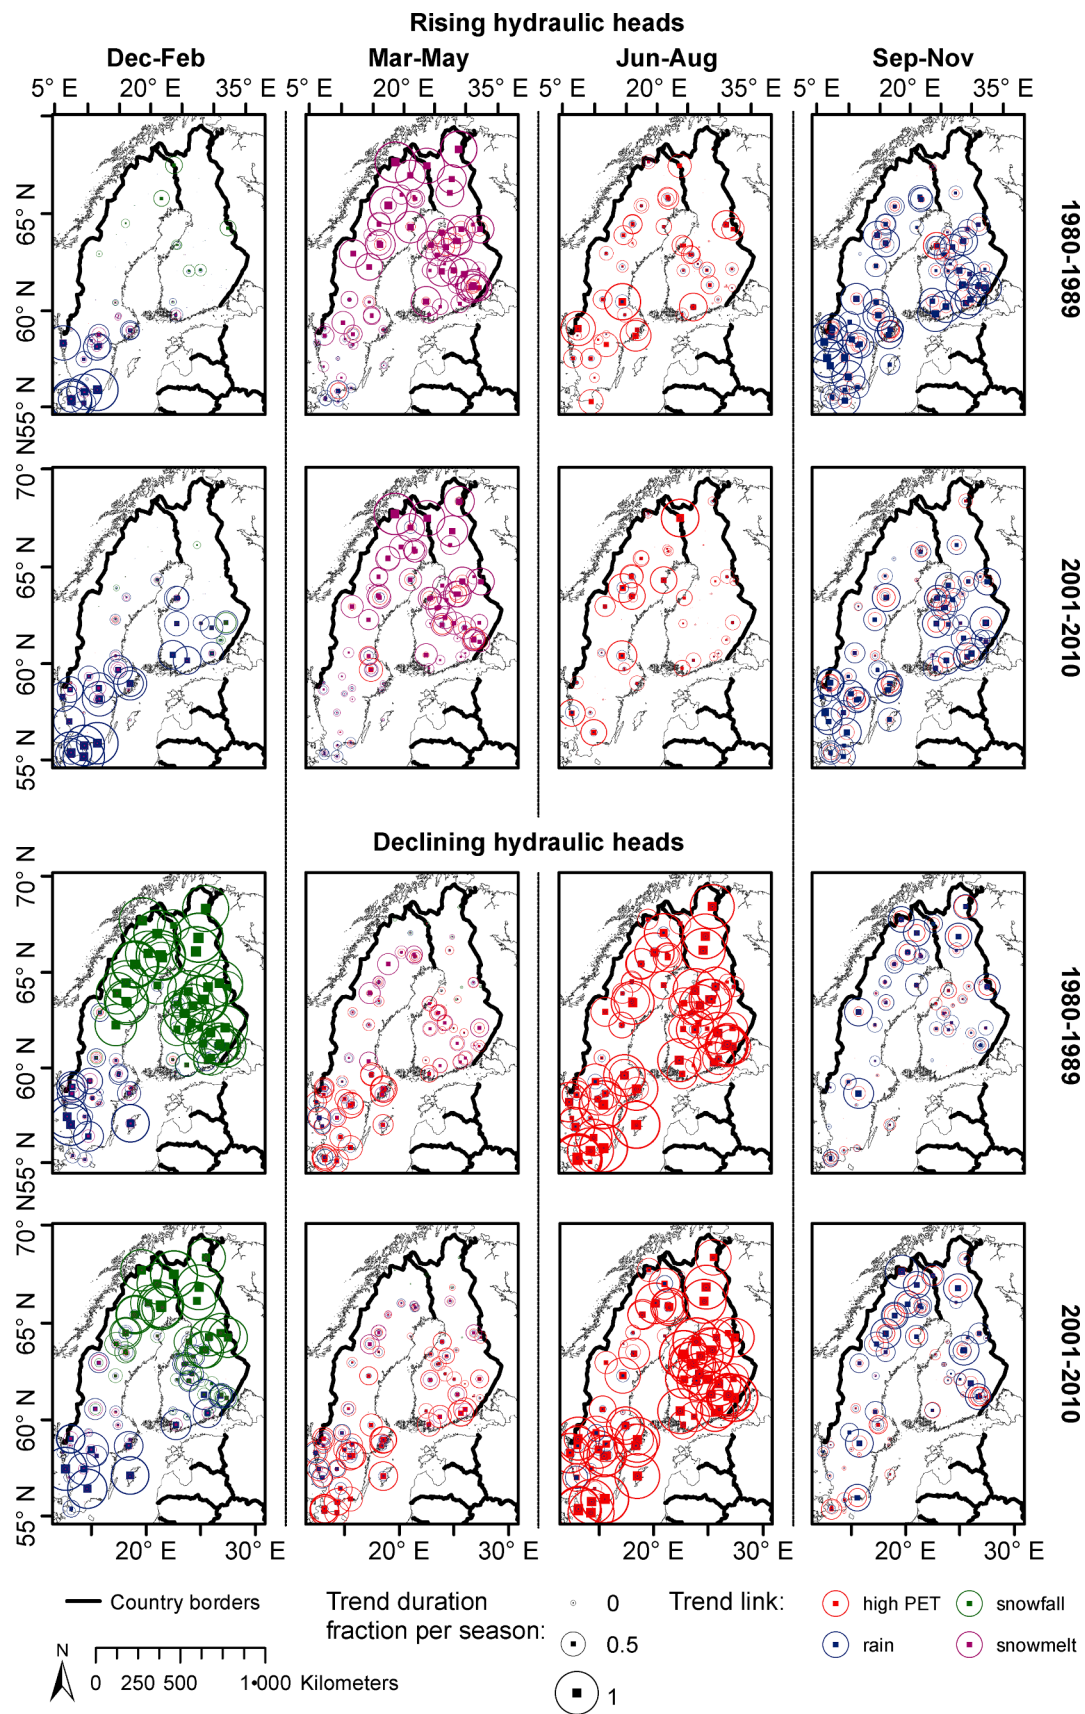 Rising hydraulic heads
Dec-Feb Mar-May Jun-Aug Sep-Nov
5° E 20° E 35° E 5° E 20° E 35° E 5° E 20° E 35° E 5° E 20° E 35° E
55° N 60° N 65° N
1980-1989
55° N 60° N 65° N 70° N
2001-2010
Declining hydraulic heads
55° N 60° N 65° N 70° N
1980-1989
55° N 60° N 65° N 70° N
2001-2010
20° E 30° E 20° E 30° E 20° E 30° E 20° E 30° E
Country borders
N
0 250 500 1•000 Kilometers
Trend duration
fraction per season:
0
0.5
1
Trend link:
high PET
rain
snowfall
snowmelt